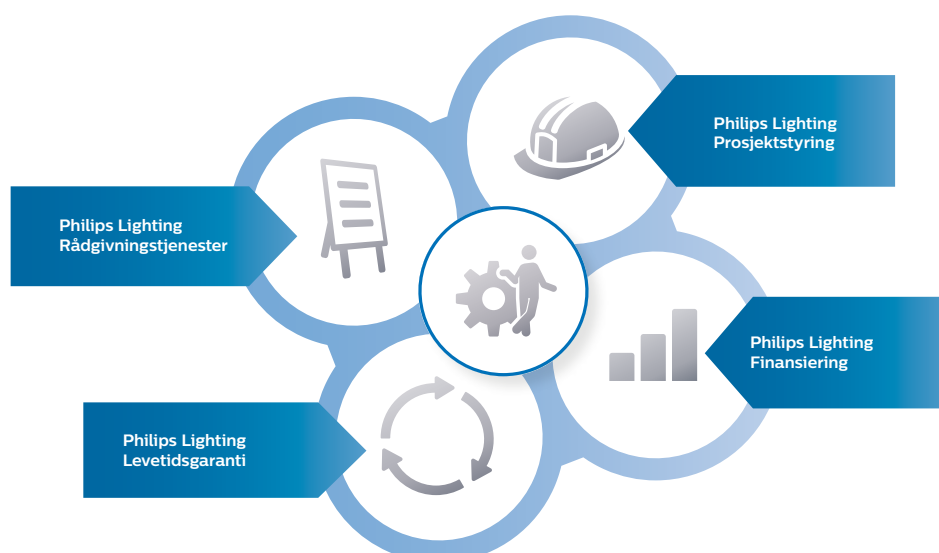 Philips Lighting
Prosjektstyring
Philips Lighting
Rådgivningstjenester
Philips Lighting
Finansiering
Philips Lighting
Levetidsgaranti